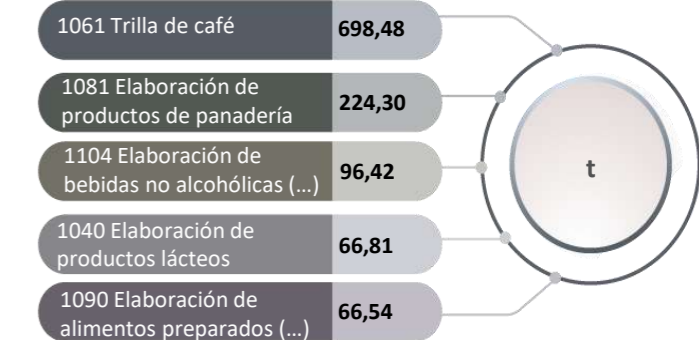 1061 Trilla de café
698,48
1081 Elaboración de
productos de panadería
224,30
1104 Elaboración de
bebidas no alcohólicas (...)
96,42
1040 Elaboración de
productos lácteos
66,81
1090 Elaboración de
alimentos preparados (...)
66,54
t